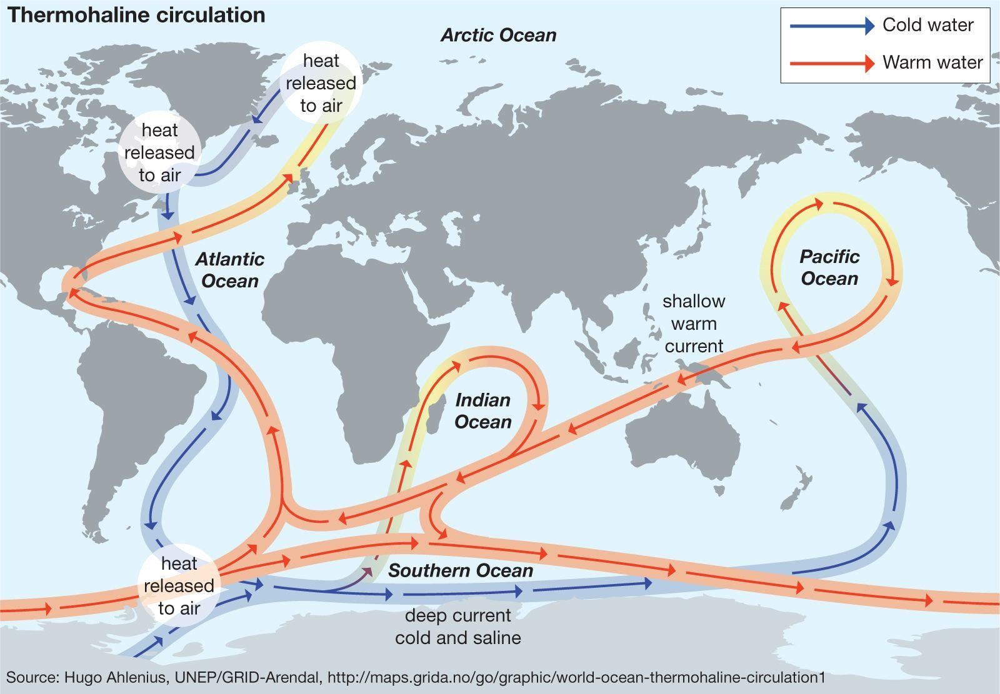 Thermohaline circulation
Arctic Ocean
Cold water
Warm water
heat
released
to air
heat
released
to air
Atlantic
Ocean
Pacific
Ocean
shallow
warm
current
Indian
Ocean
heat
released
to air
Southern Ocean
deep current
cold and saline
Source: Hugo Ahlenius, UNEP/GRID-Arendal, http://maps.grida.no/go/graphic/world-ocean-thermohaline-circulation1